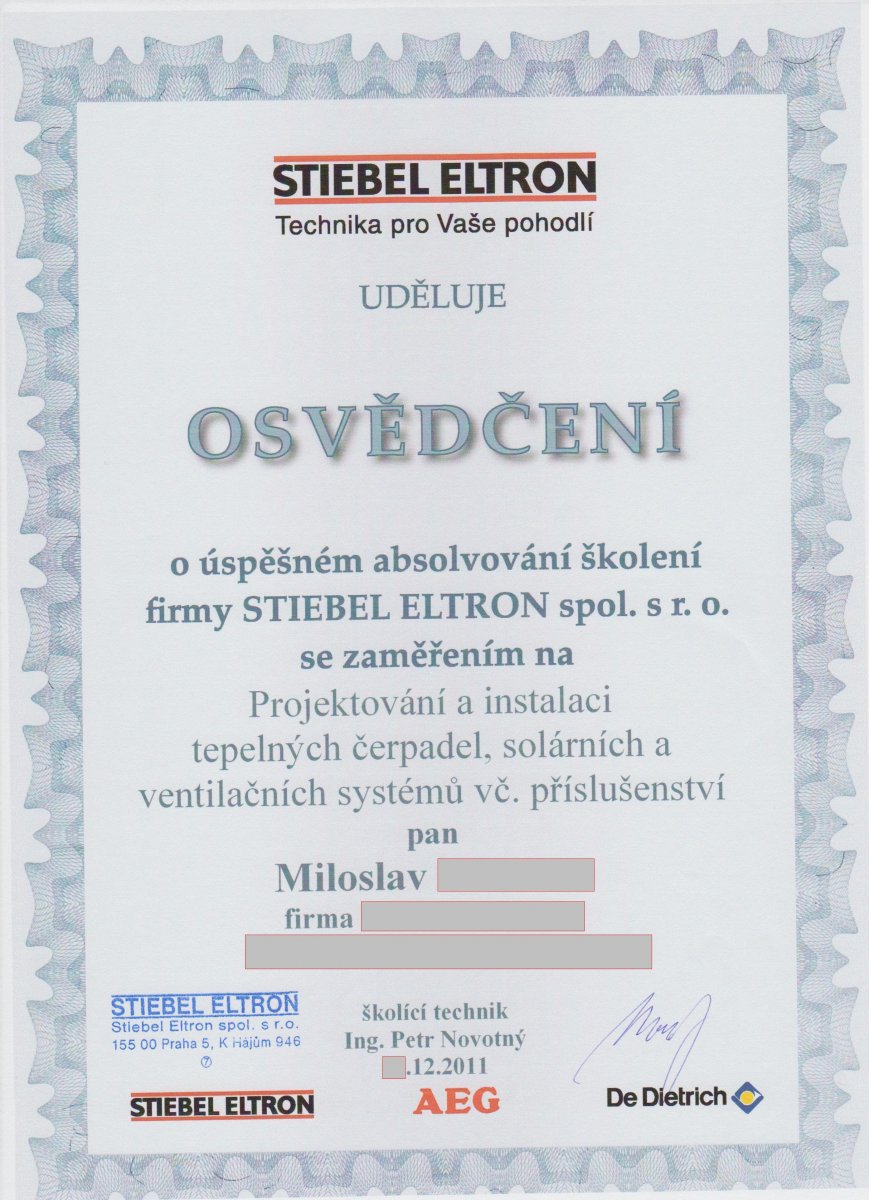 STIEBEL ELTRON
Technika pro Vaše pohodlí
UDĚLUJE
OSVĚDČENÍ
o úspěšném absolvování školení
firmy STIEBEL ELTRON spol. s r. o.
se zaměřením na
Projektování a instalaci
tepelných čerpadel, solárních a
ventilačních systémů vč. příslušenství
pan
Miloslav
firma
STIEBEL ELTRON
Stiebel Eltron spol. s r.o.
155 00 Praha 5, K Hájům 946
7
školící technik
Ing. Petr Novotný
.12.2011
STIEBEL ELTRON
AEG
De Dietrich